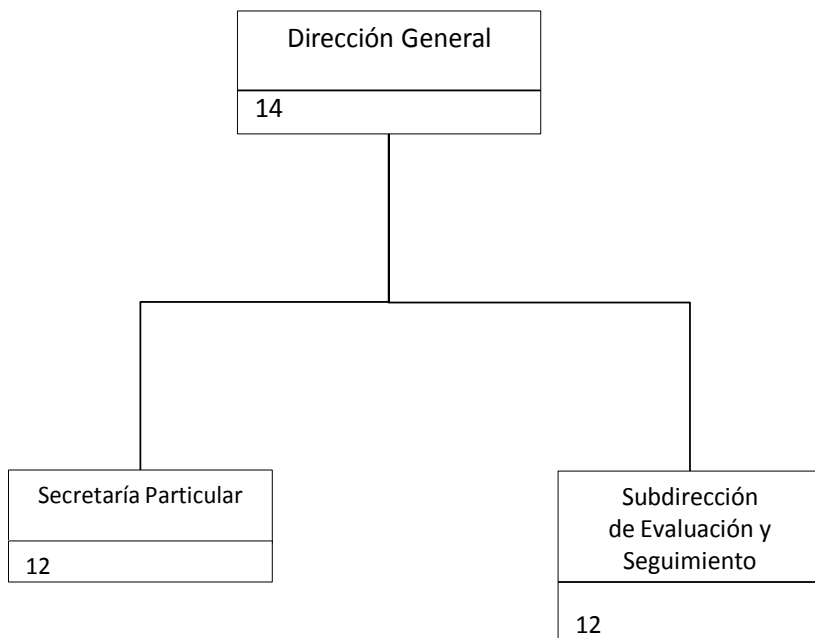 Dirección General
14
Secretaría Particular
12
Subdirección
de Evaluación y
Seguimiento
12